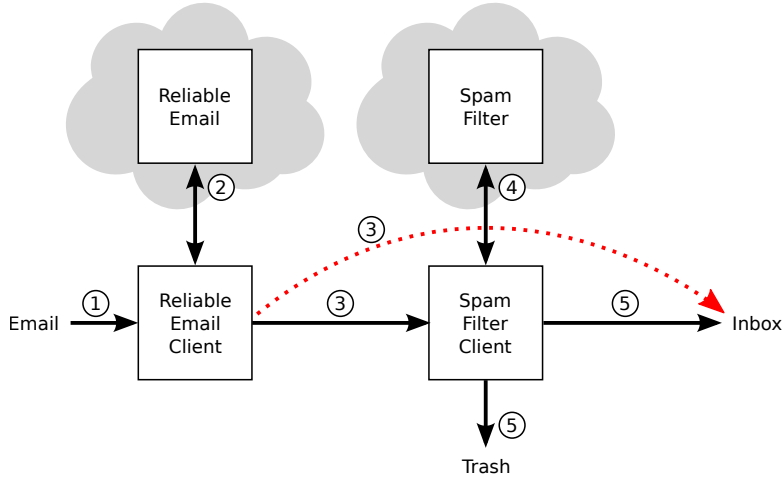 Reliable
Email
Spam
Filter
2
4
3
Email
1
Reliable
Email
Client
3
Spam
Filter
Client
5
Inbox
5
Trash